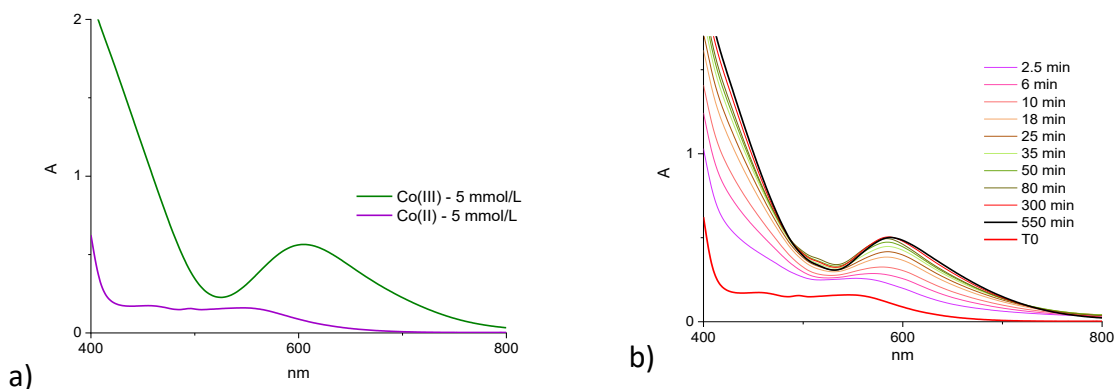 2
1
0
A
400
600
800
nm
Co(III) - 5 mmol/L
Co(II) - 5 mmol/L
a)
1
0
A
400
600
800
nm
2.5 min
6 min
10 min
18 min
25 min
35 min
50 min
80 min
300 min
550 min
T0
b)